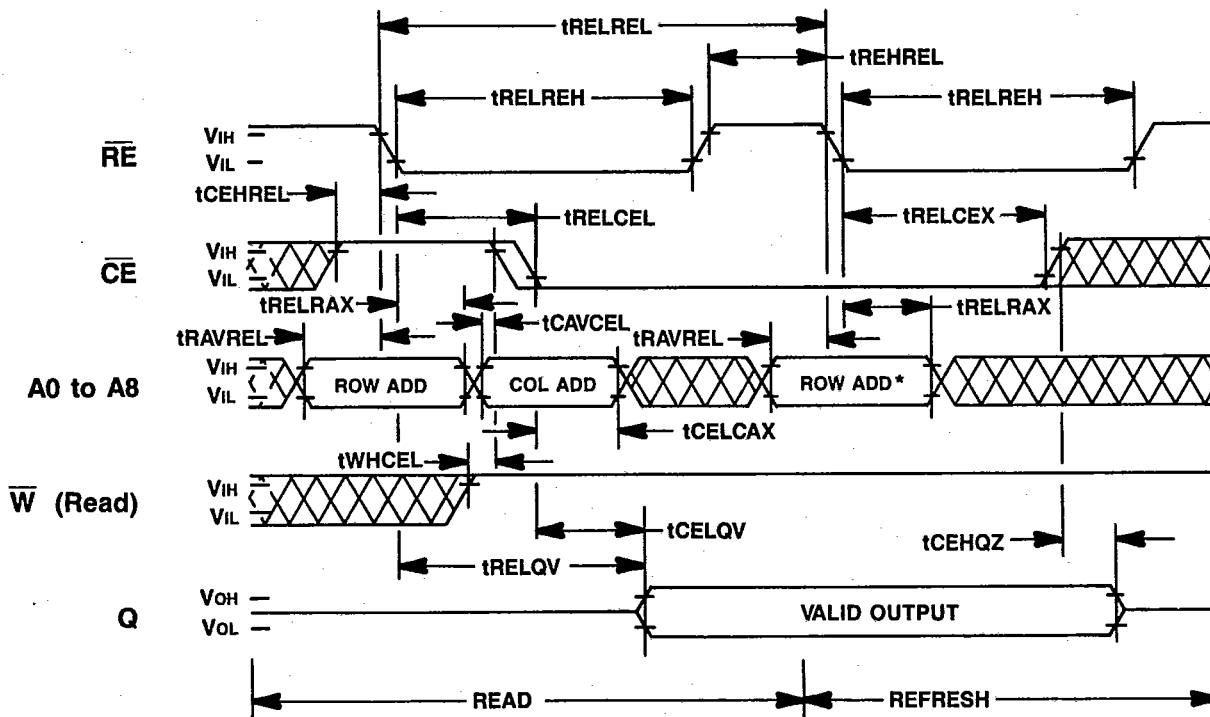 tRELREL
tREHREL
tRELREH tRELREH
RE VIH
VIL
tCEHREL tRELCEL tRELCEX
CE VIH
VIL
tRELRAX tCAVCEL tRELRAX
tRAVREL tRAVREL
A0 to A8 VIH
VIL
ROW ADD COL ADD ROW ADD*
tCELCAX
tWHCEL
W (Read) VIH
VIL
tCELQV tCEHQZ
tRELQV
Q VOH
VOL
VALID OUTPUT
READ REFRESH